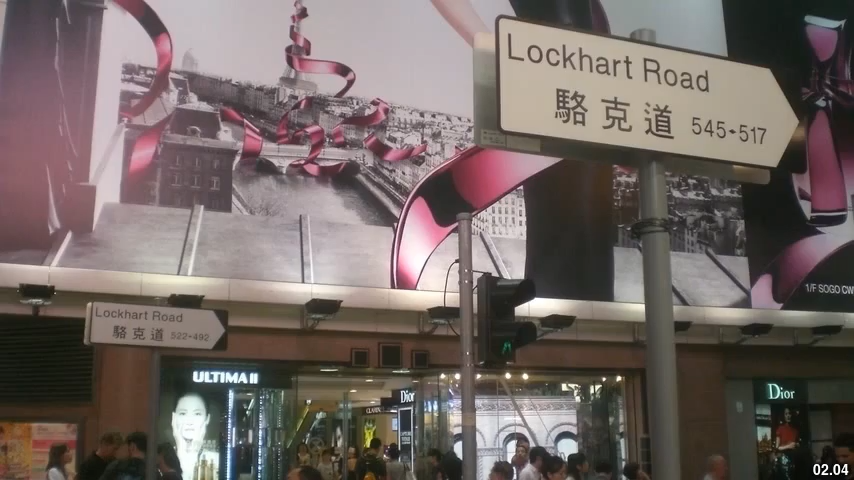 Lockhart Road
駱克道 545-517
1/F SOGO CW
Lockhart Road
駱克道 522-492
ULTIMA II
Dior
CLARINS
Dior
02.04